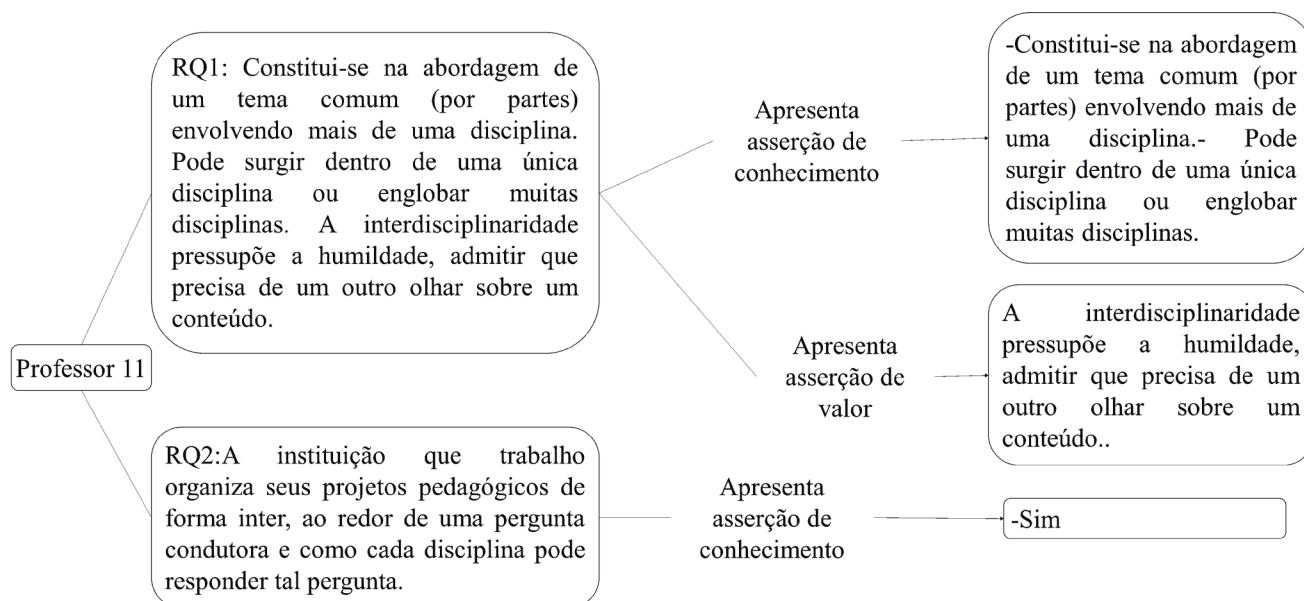 Professor 11
RQ1: Constitui-se na abordagem de
um tema comum (por partes)
envolvendo mais de uma disciplina.
Pode surgir dentro de uma única
disciplina ou englobar muitas
disciplinas. A interdisciplinaridade
pressupõe a humildade, admitir que
precisa de um outro olhar sobre um
conteúdo.
Apresenta
asserção de
conhecimento
-Constitui-se na abordagem
de um tema comum (por
partes) envolvendo mais de
uma disciplina.- Pode
surgir dentro de uma única
disciplina ou englobar
muitas disciplinas.
Apresenta
asserção de
valor
A interdisciplinaridade
pressupõe a humildade,
admitir que precisa de um
outro olhar sobre um
conteúdo..
RQ2:A instituição que trabalho
organiza seus projetos pedagógicos de
forma inter, ao redor de uma pergunta
condutora e como cada disciplina pode
responder tal pergunta.
Apresenta
asserção de
conhecimento
-Sim